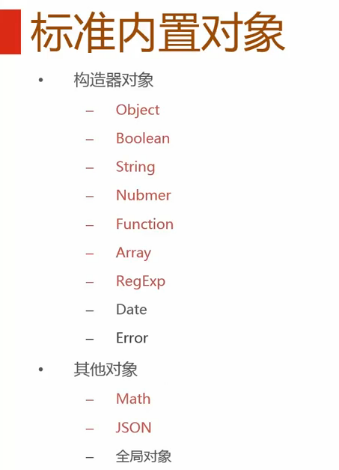 标准内置对象
• 构造器对象
– Object
– Boolean
– String
– Nubmer
– Function
– Array
– RegExp
– Date
– Error
• 其他对象
– Math
– JSON
– 全局对象